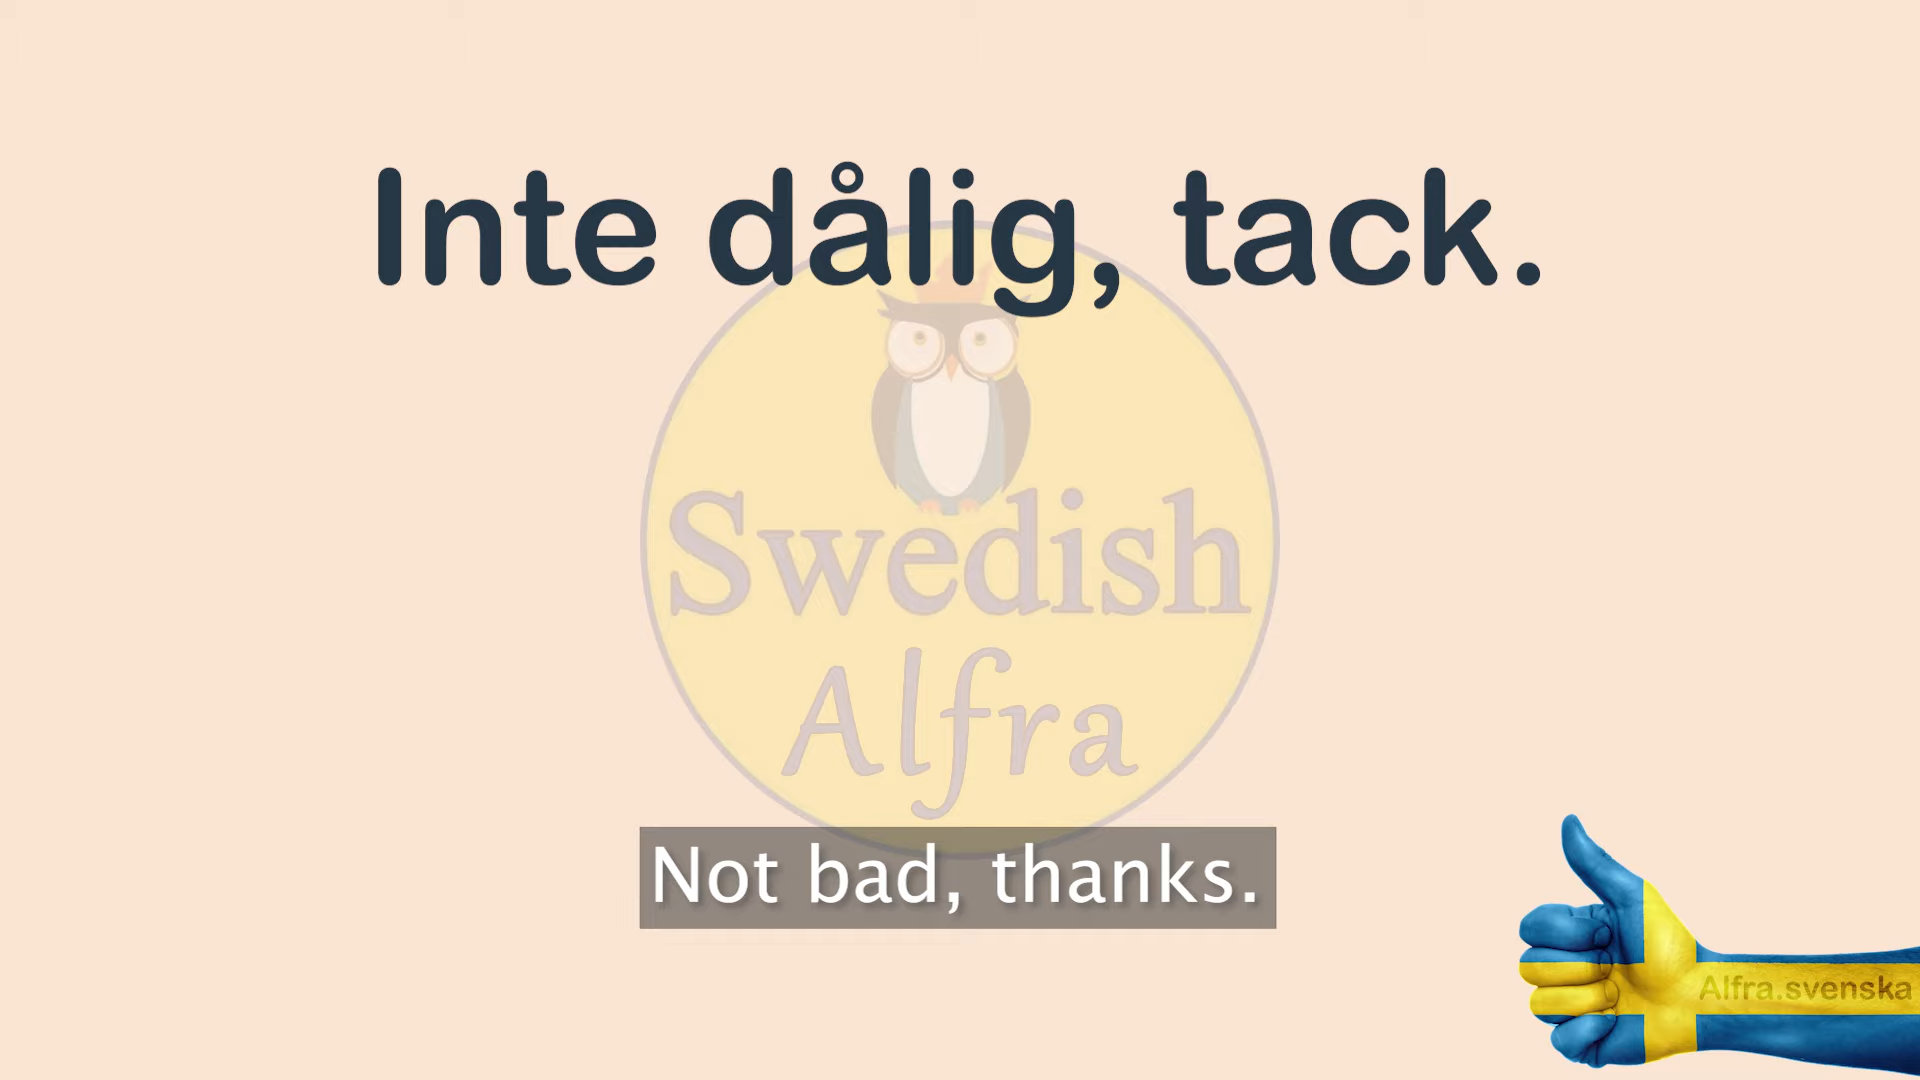 Inte dålig, tack.
Swedish
Alfra
Not bad, thanks.
Alfra.svenska